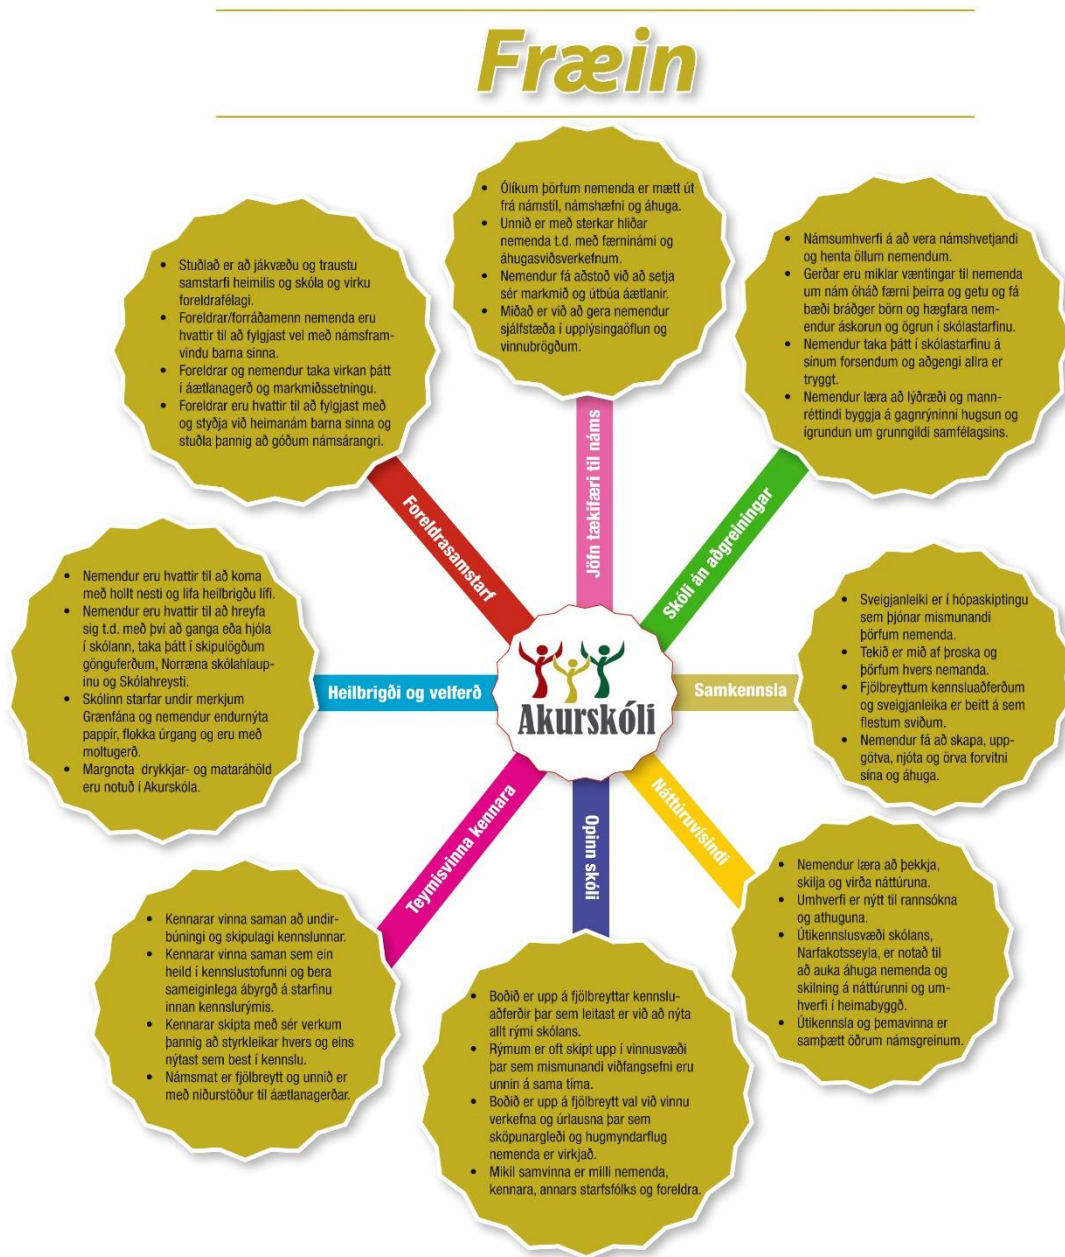 Fræin
• Ólíkum þörfum nemenda er mætt út
frá námstíl, námshæfni og áhuga.
• Unnið er með sterkar hliðar
nemenda t.d. með færninámi og
áhugasviðsverkefnum.
• Nemendur fá aðstoð við að setja
sér markmið og útbúa áætlanir.
• Miðað er við að gera nemendur
sjálfstæða í upplýsingaöflun og
vinnubrögðum.
Jöfn tækifæri til náms
• Námsumhverfi á að vera námshvetjandi
og henta öllum nemendum.
• Gerðar eru miklar væntingar til nemenda
um nám óháð færni þeirra og getu og fá
bæði bráðger börn og hægfara nem-
endur áskorun og ögrun í skólastarfinu.
• Nemendur taka þátt í skólastarfinu á
sínum forsendum og aðgengi allra er
tryggt.
• Nemendur læra að lýðræði og mann-
réttindi byggja á gagnrýninni hugsun og
ígrundun um grunngildi samfélagsins.
Skóli án aðgreiningar
• Sveigjanleiki er í hópaskiptingu
sem þjónar mismunandi
þörfum nemenda.
• Tekið er mið af þroska og
þörfum hvers nemanda.
• Fjölbreyttum kennsluaðferðum
og sveigjanleika er beitt á sem
flestum sviðum.
• Nemendur fá að skapa, upp-
götva, njóta og örva forvitni
sína og áhuga.
Samkennsla
• Nemendur læra að þekkja,
skilja og virða náttúruna.
• Umhverfi er nýtt til rannsókna
og athuguna.
• Útikennslusvæði skólans,
Narfakotsseyla, er notað til
að auka áhuga nemenda og
skilning á náttúrunni og um-
hverfi í heimabyggð.
• Útikennsla og þemavinna er
samþætt öðrum námsgreinum.
Náttúruvísindi
• Boðið er upp á fjölbreyttar kennslu-
aðferðir þar sem leitast er við að nýta
allt rými skólans.
• Rýmum er oft skipt upp í vinnusvæði
þar sem mismunandi viðfangsefni eru
unnin á sama tíma.
• Boðið er upp á fjölbreytt val við vinnu
verkefna og úrlausna þar sem
sköpunargleði og hugmyndarflug
nemenda er virkjað.
• Mikil samvinna er milli nemenda,
kennara, annars starfsfólks og foreldra.
Opinn skóli
• Kennarar vinna saman að undir-
búningi og skipulagi kennslunnar.
• Kennarar vinna saman sem ein
heild í kennslustofunni og bera
sameiginlega ábyrgð á starfinu
innan kennslurýmis.
• Kennarar skipta með sér verkum
þannig að styrkleikar hvers og eins
nýtast sem best í kennslu.
• Námsmat er fjölbreytt og unnið er
með niðurstöður til áætlanagerðar.
Teymisvinna kennara
• Nemendur eru hvattir til að koma
með hollt nesti og lifa heilbrigðu lífi.
• Nemendur eru hvattir til að hreyfa
sig t.d. með því að ganga eða hjóla
í skólann, taka þátt í skipulögðum
gönguferðum, Norræna skólahlaup-
inu og Skólahreysti.
• Skólinn starfar undir merkjum
Grænfána og nemendur endurnýta
pappír, flokka úrgang og eru með
moltugerð.
• Margnota drykkjar- og mataráhöld
eru notuð í Akurskóla.
Heilbrigði og velferð
• Stuðlað er að jákvæðu og traustu
samstarfi heimilis og skóla og virku
foreldrafélagi.
• Foreldrar/forráðamenn nemenda eru
hvattir til að fylgjast vel með námsfram-
vindu barna sinna.
• Foreldrar og nemendur taka virkan þátt
í áætlanagerð og markmiðssetningu.
• Foreldrar eru hvattir til að fylgjast með
og styðja við heimanám barna sinna og
stuðla þannig að góðum námsárangri.
Foreldrasamstarf
Akurskóli